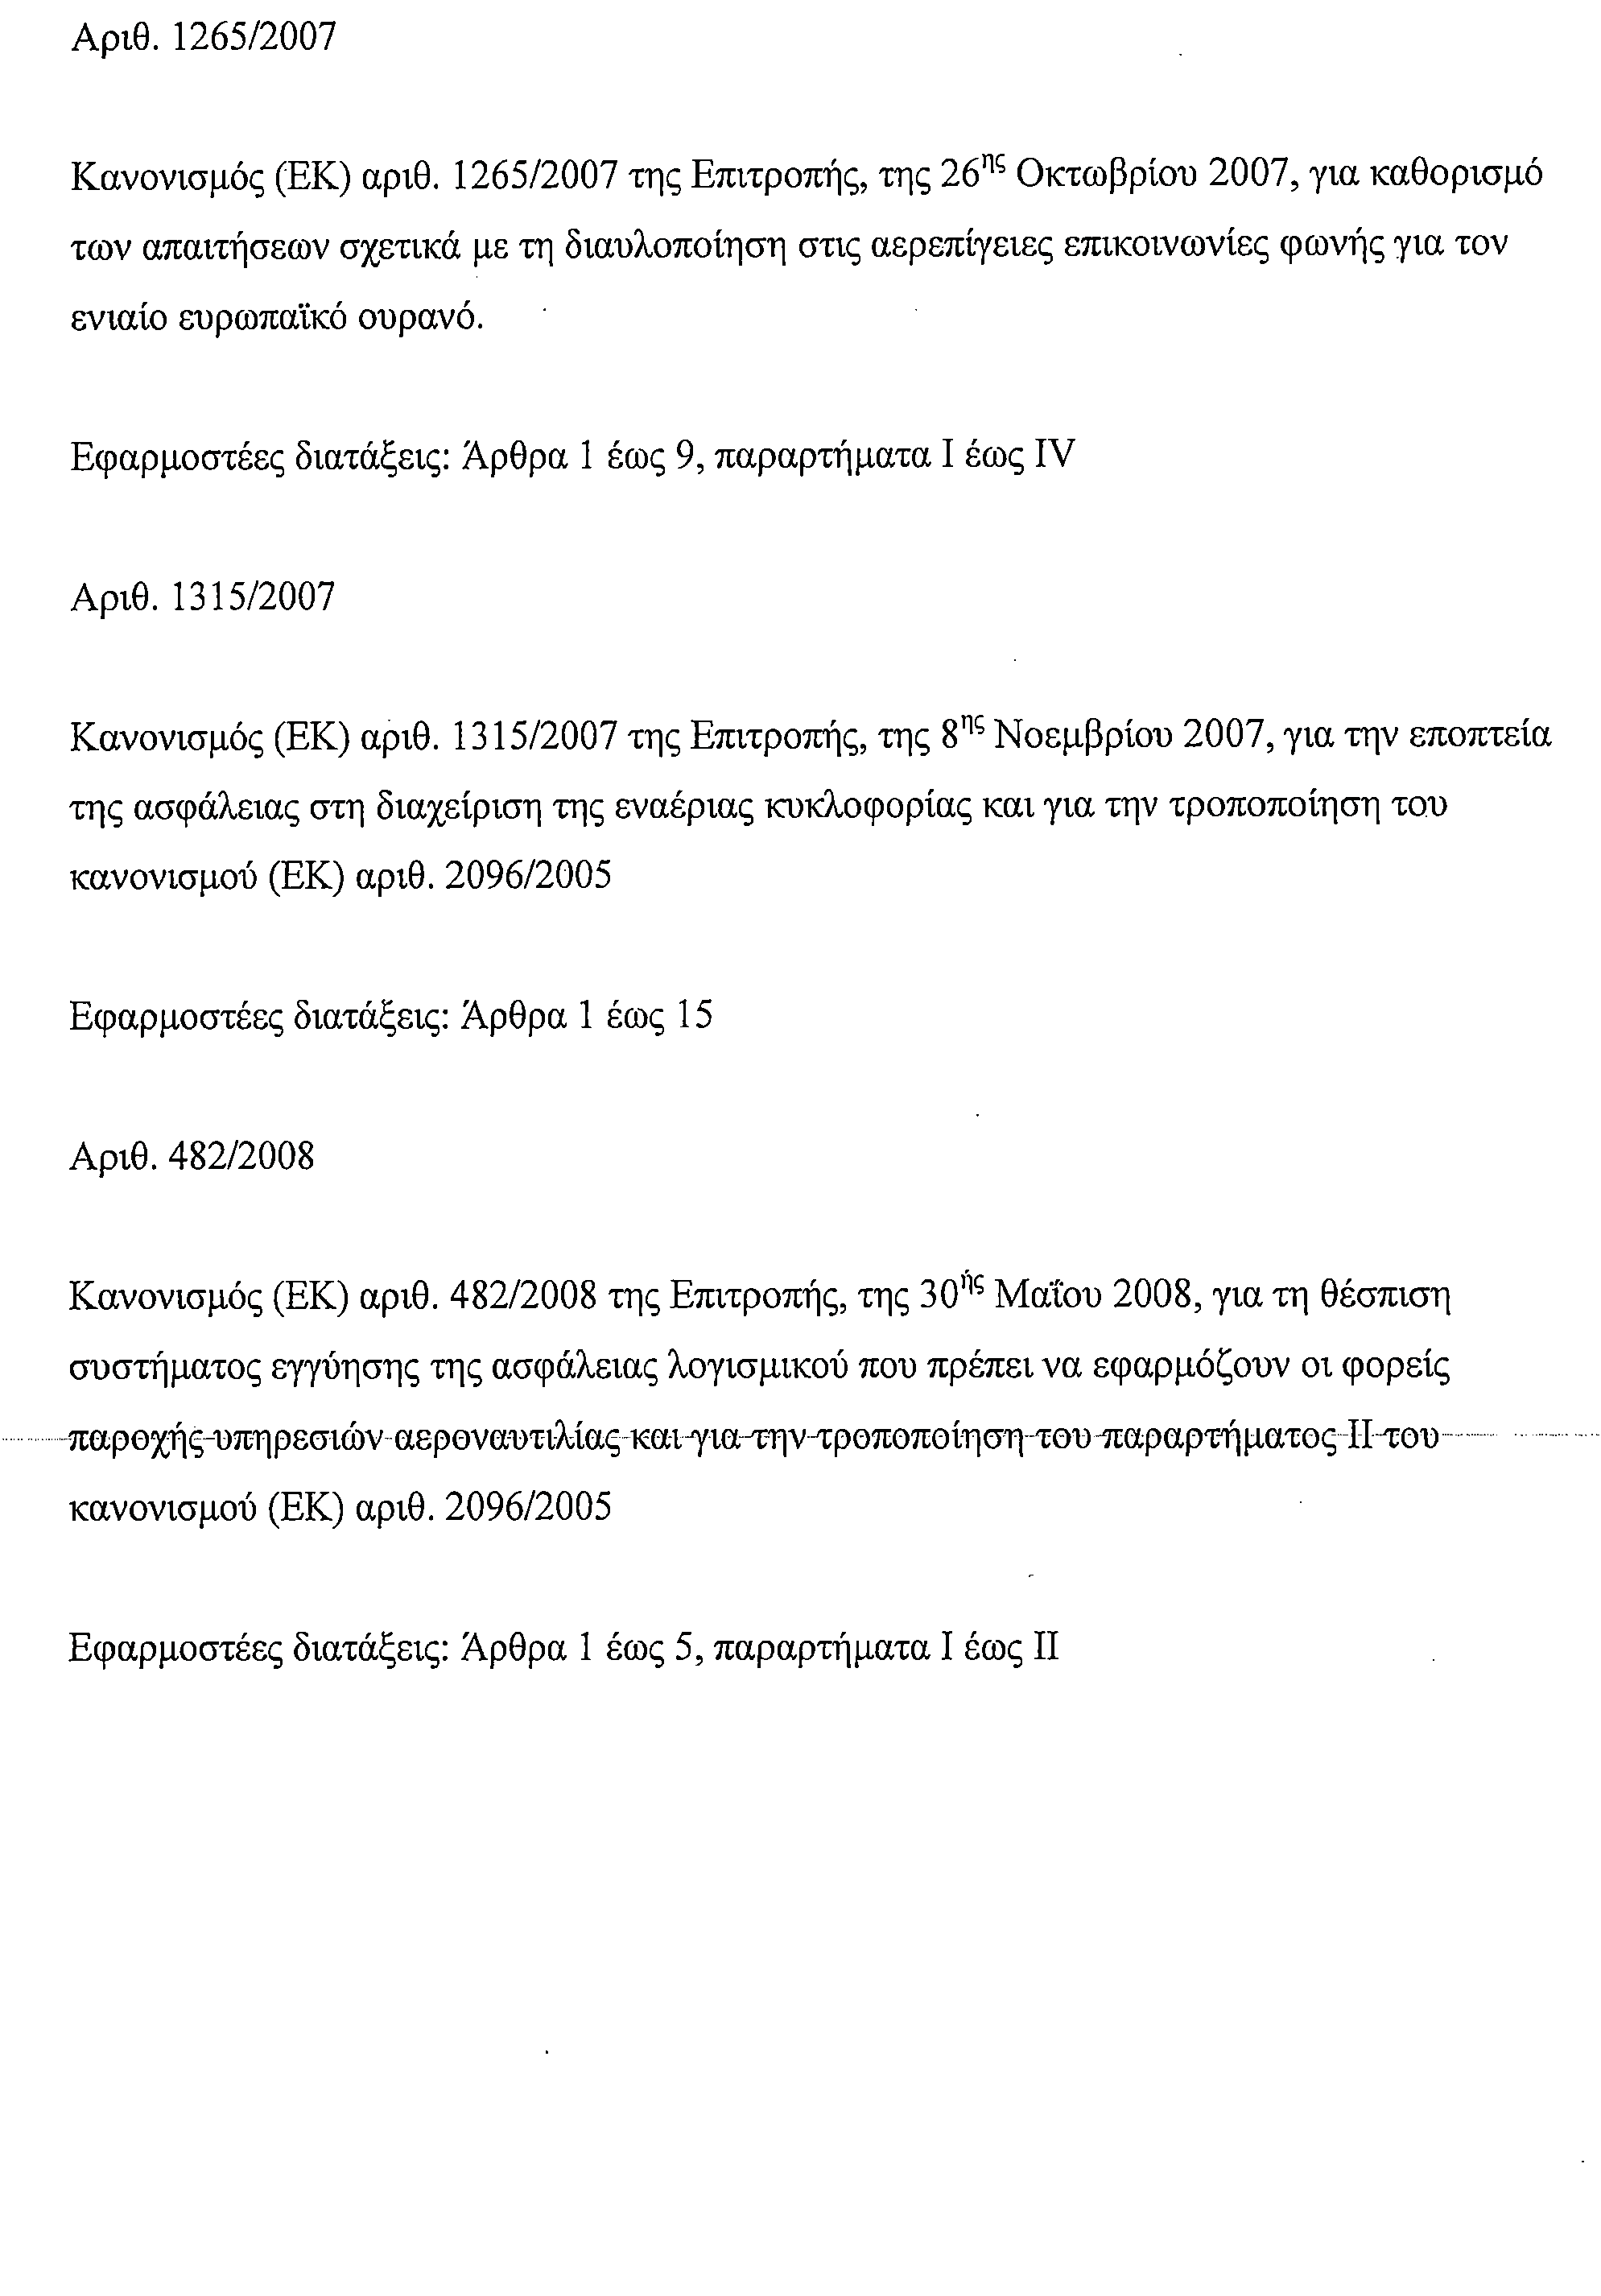 Αριθ. 1265/2007
Κανονισμός (ΕΚ) αριθ. 1265/2007 της Επιτροπής, της 26ης Οκτωβρίου 2007, για καθορισμό
των απαιτήσεων σχετικά με τη διαυλοποίηση στις αερεπίγειες επικοινωνίες φωνής για τον
ενιαίο ευρωπαϊκό ουρανό.
Εφαρμοστέες διατάξεις: Άρθρα 1 έως 9, παραρτήματα I έως IV
Αριθ. 1315/2007
Κανονισμός (ΕΚ) αριθ. 1315/2007 της Επιτροπής, της 8ης Νοεμβρίου 2007, για την εποπτεία
της ασφάλειας στη διαχείριση της εναέριας κυκλοφορίας και για την τροποποίηση του
κανονισμού (ΕΚ) αριθ. 2096/2005
Εφαρμοστέες διατάξεις: Άρθρα 1 έως 15
Αριθ. 482/2008
Κανονισμός (ΕΚ) αριθ. 482/2008 της Επιτροπής, της 30ής Μαΐου 2008, για τη θέσπιση
συστήματος εγγύησης της ασφάλειας λογισμικού που πρέπει να εφαρμόζουν οι φορείς
παροχής υπηρεσιών αεροναυτιλίας και για την τροποποίηση του παραρτήματος II του
κανονισμού (ΕΚ) αριθ. 2096/2005
Εφαρμοστέες διατάξεις: Άρθρα 1 έως 5, παραρτήματα I έως II